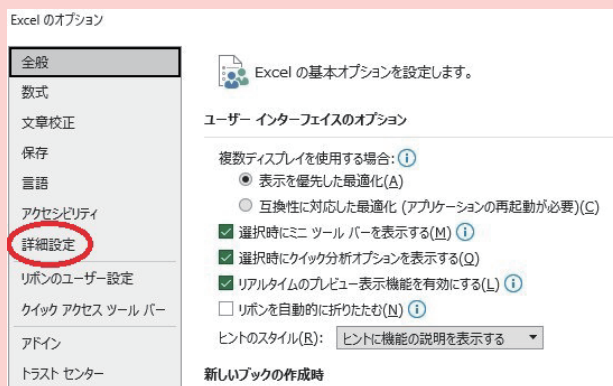 Excel のオプション
全般
数式
文章校正
保存
言語
アクセシビリティ
詳細設定
リボンのユーザー設定
クイック アクセス ツール バー
アドイン
トラスト センター
Excel の基本オプションを設定します。
ユーザー インターフェイスのオプション
複数ディスプレイを使用する場合:
表示を優先した最適化(A)
互換性に対応した最適化 (アプリケーションの再起動が必要)(C)
選択時にミニ ツール バーを表示する(M)
選択時にクイック分析オプションを表示する(Q)
リアルタイムのプレビュー表示機能を有効にする(L)
リボンを自動的に折りたたむ(N)
ヒントのスタイル(R): ヒントに機能の説明を表示する
新しいブックの作成時